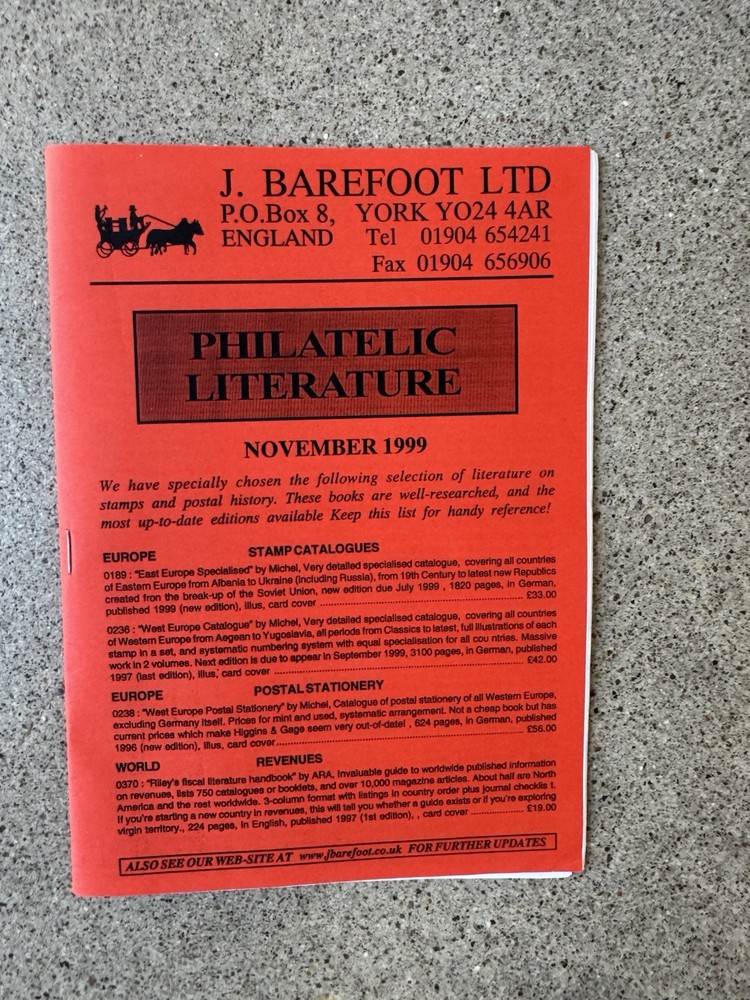 J. BAREFOOT LTD
P.O.Box 8, YORK YO24 4AR
ENGLAND Tel 01904 654241
Fax 01904 656906
PHILATELIC
LITERATURE
NOVEMBER 1999
We have specially chosen the following selection of literature on
stamps and postal history. These books are well-researched, and the
most up-to-date editions available Keep this list for handy reference!
EUROPE STAMP CATALOGUES
0189 : "East Europe Specialised" by Michel, Very detailed specialised catalogue, covering all countries
of Eastern Europe from Albania to Ukraine (including Russia), from 19th Century to latest new Republics
created fron the break-up of the Soviet Union, new edition due July 1999 , 1820 pages, in German,
published 1999 (new edition), illus, card cover ........ £33.00
0236 : "West Europe Catalogue" by Michel, Very detailed specialised catalogue, covering all countries
of Western Europe from Aegean to Yugoslavia, all periods from Classics to latest, full illustrations of each
stamp in a set, and systematic numbering system with equal specialisation for all cou ntries. Massive
work in 2 volumes. Next edition is due to appear in September 1999, 3100 pages, in German, published
1997 (last edition), illus, card cover ........ £42.00
EUROPE POSTAL STATIONERY
0238 : "West Europe Postal Stationery" by Michel, Catalogue of postal stationery of all Western Europe,
excluding Germany itself. Prices for mint and used, systematic arrangement. Not a cheap book but has
current prices which make Higgins & Gage seem very out-of-date! , 624 pages, in German, published
1996 (new edition), illus, card cover ........ £56.00
WORLD REVENUES
0370 : "Riley's fiscal literature handbook" by ARA, Invaluable guide to worldwide published information
on revenues, lists 750 catalogues or booklets, and over 10,000 magazine articles. About half are North
America and the rest worldwide. 3-column format with listings in country order plus journal checklis t.
If you're starting a new country in revenues, this will tell you whether a guide exists or if you're exploring
virgin territory., 224 pages, in English, published 1997 (1st edition), , card cover ........ £19.00
ALSO SEE OUR WEB-SITE AT www.jbarefoot.co.uk FOR FURTHER UPDATES